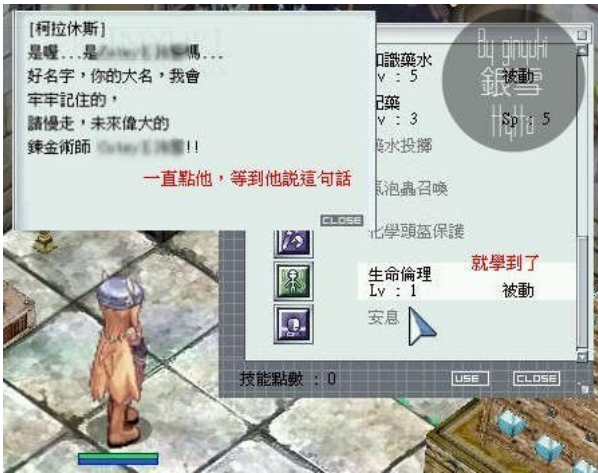 [柯拉休斯]
是喔...是 嗎...
好名字，你的大名，我會
牢牢記住的，
請慢走，未來偉大的
鍊金術師 !!
一直點他，等到他說這句話
CLOSE
知識藥水
Lv : 5 被動
記藥
Lv : 3 Sp : 5
藥水投擲
氣泡蟲召喚
化學頭盔保護
就學到了
生命倫理
Lv : 1 被動
安息
技能點數 : 0 USE CLOSE
By ginyuki
銀雪